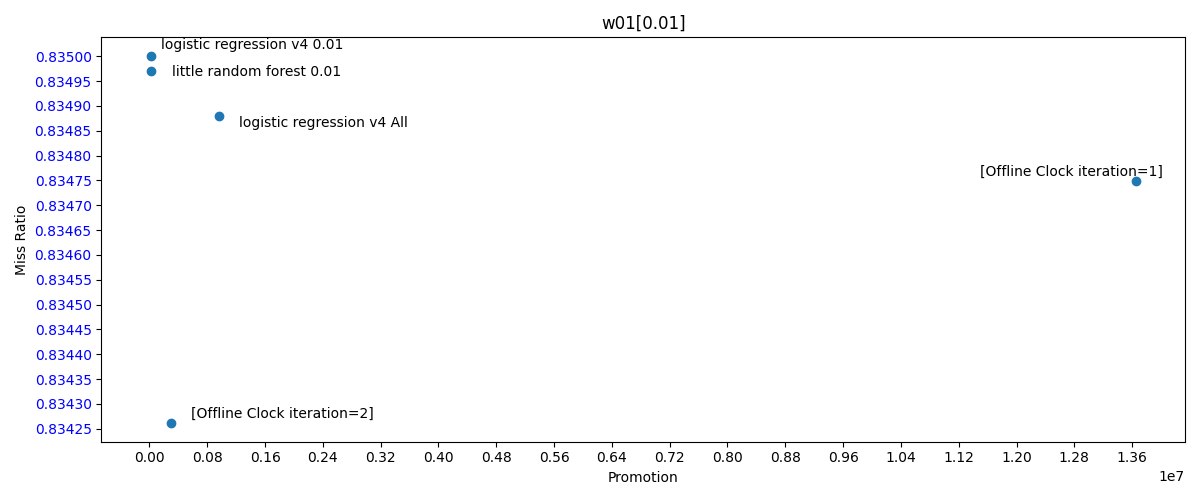 w01[0.01]
logistic regression v4 0.01
little random forest 0.01
logistic regression v4 All
[Offline Clock iteration=1]
[Offline Clock iteration=2]
Miss Ratio
0.83500
0.83495
0.83490
0.83485
0.83480
0.83475
0.83470
0.83465
0.83460
0.83455
0.83450
0.83445
0.83440
0.83435
0.83430
0.83425
0.00 0.08 0.16 0.24 0.32 0.40 0.48 0.56 0.64 0.72 0.80 0.88 0.96 1.04 1.12 1.20 1.28 1.36
Promotion
1e7